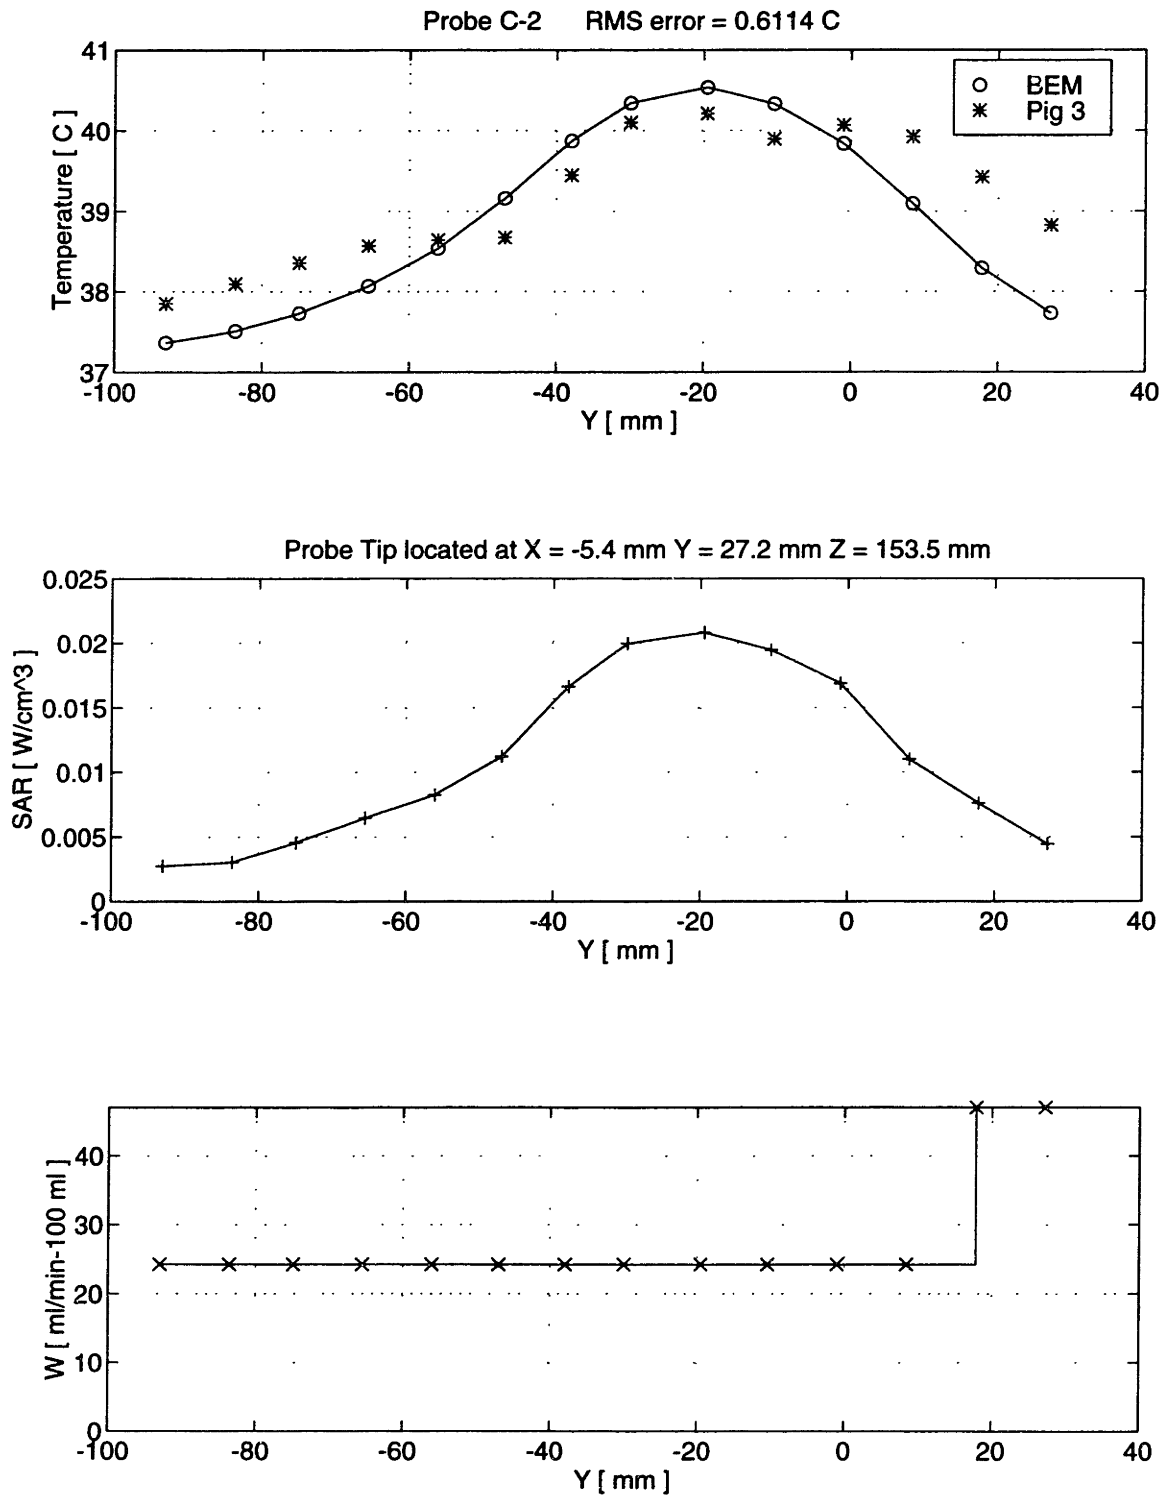 Probe C-2 RMS error = 0.6114 C
41
40
39
38
37
Temperature [ C ]
BEM
Pig 3
-100 -80 -60 -40 -20 0 20 40
Y [ mm ]
Probe Tip located at X = -5.4 mm Y = 27.2 mm Z = 153.5 mm
0.025
0.02
0.015
0.01
0.005
0
SAR [ W/cm^3 ]
-100 -80 -60 -40 -20 0 20 40
Y [ mm ]
40
30
20
10
0
W [ ml/min-100 ml ]
-100 -80 -60 -40 -20 0 20 40
Y [ mm ]